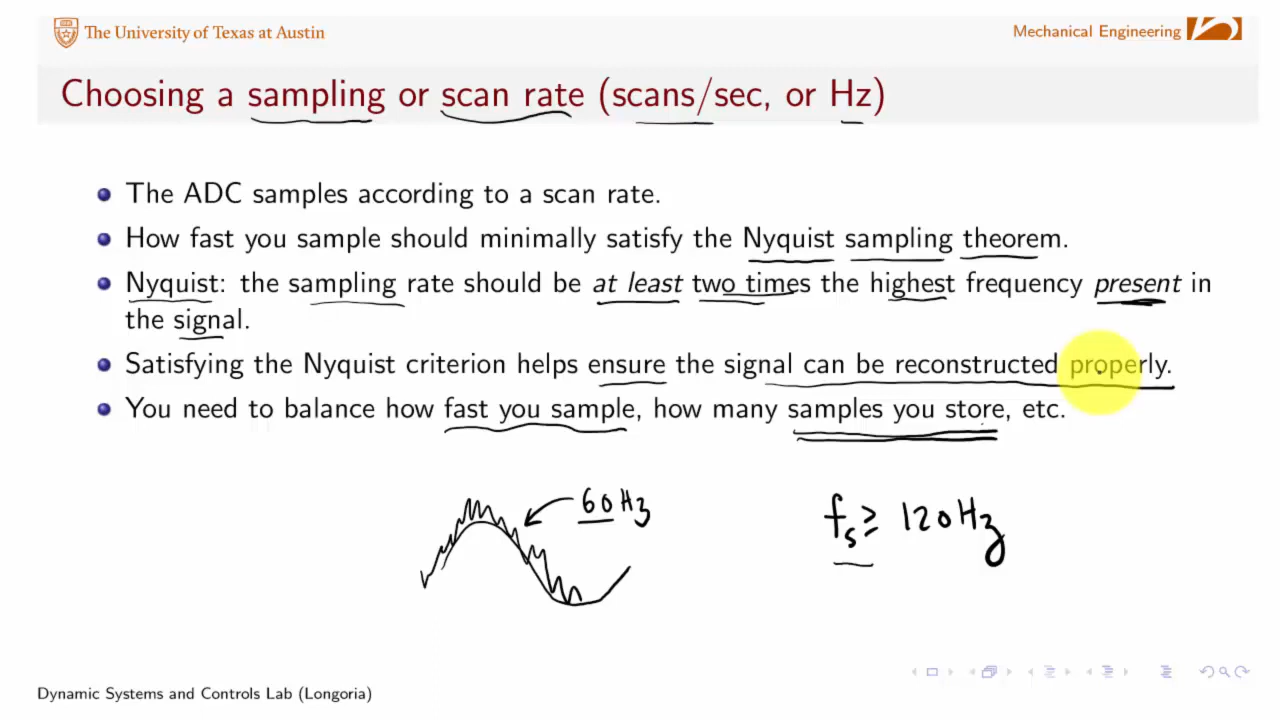 The University of Texas at Austin
Mechanical Engineering
Choosing a sampling or scan rate (scans/sec, or Hz)
The ADC samples according to a scan rate.
How fast you sample should minimally satisfy the Nyquist sampling theorem.
Nyquist: the sampling rate should be at least two times the highest frequency present in
the signal.
Satisfying the Nyquist criterion helps ensure the signal can be reconstructed properly.
You need to balance how fast you sample, how many samples you store, etc.
60 Hz
fs ≥ 120 Hz
Dynamic Systems and Controls Lab (Longoria)